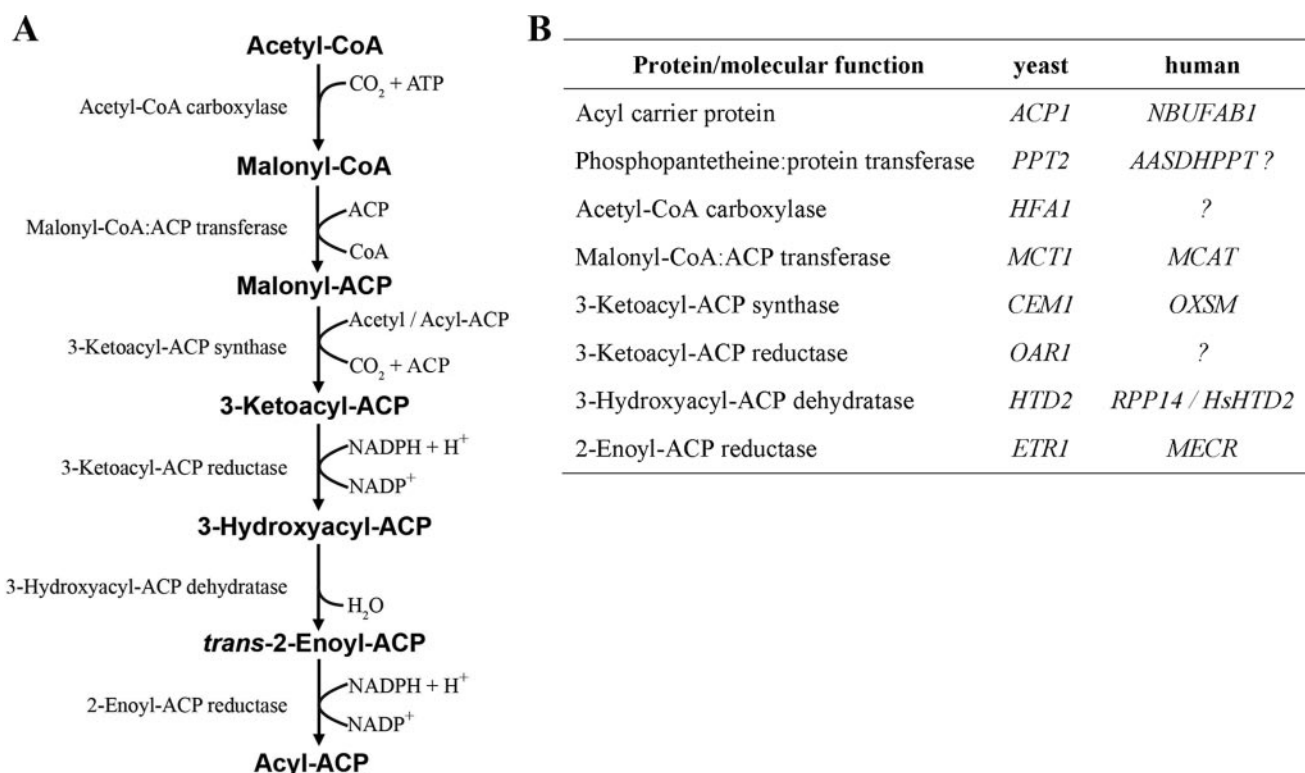 A
Acetyl-CoA
CO2 + ATP
Acetyl-CoA carboxylase
Malonyl-CoA
ACP
Malonyl-CoA:ACP transferase
CoA
Malonyl-ACP
Acetyl / Acyl-ACP
3-Ketoacyl-ACP synthase
CO2 + ACP
3-Ketoacyl-ACP
NADPH + H+
3-Ketoacyl-ACP reductase
NADP+
3-Hydroxyacyl-ACP
3-Hydroxyacyl-ACP dehydratase
H2O
trans-2-Enoyl-ACP
NADPH + H+
2-Enoyl-ACP reductase
NADP+
Acyl-ACP
B
Protein/molecular function yeast human
Acyl carrier protein ACP1 NBUFAB1
Phosphopantetheine:protein transferase PPT2 AASDHPPT ?
Acetyl-CoA carboxylase HFA1 ?
Malonyl-CoA:ACP transferase MCT1 MCAT
3-Ketoacyl-ACP synthase CEM1 OXSM
3-Ketoacyl-ACP reductase OAR1 ?
3-Hydroxyacyl-ACP dehydratase HTD2 RPP14 / HsHTD2
2-Enoyl-ACP reductase ETR1 MECR